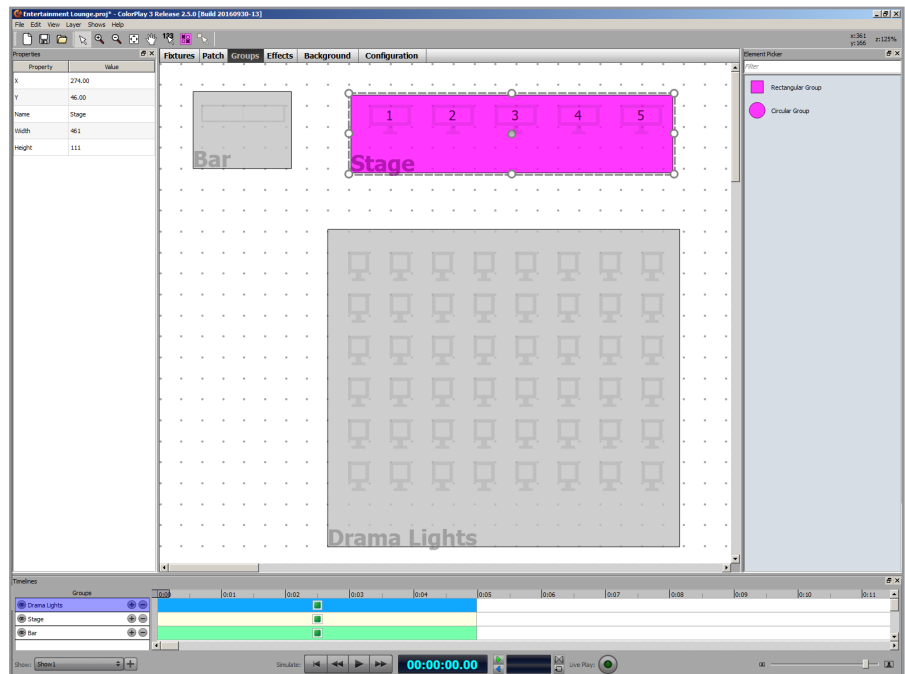 Entertainment Lounge.proj* - ColorPlay 3 Release 2.5.0 [Build 20160930-13]
File Edit View Layer Shows Help
123
x:361
y:166
z:125%
Properties
Property Value
X 274.00
Y 46.00
Name Stage
Width 461
Height 111
Fixtures Patch Groups Effects Background Configuration
1 2 3 4 5
Bar
Stage
Drama Lights
Element Picker
Filter
Rectangular Group
Circular Group
Timelines
Groups
0:00 0:01 0:02 0:03 0:04 0:05 0:06 0:07 0:08 0:09 0:10 0:11
Drama Lights
Stage
Bar
Show: Show1
Simulate:
00:00:00.00
Live Play: